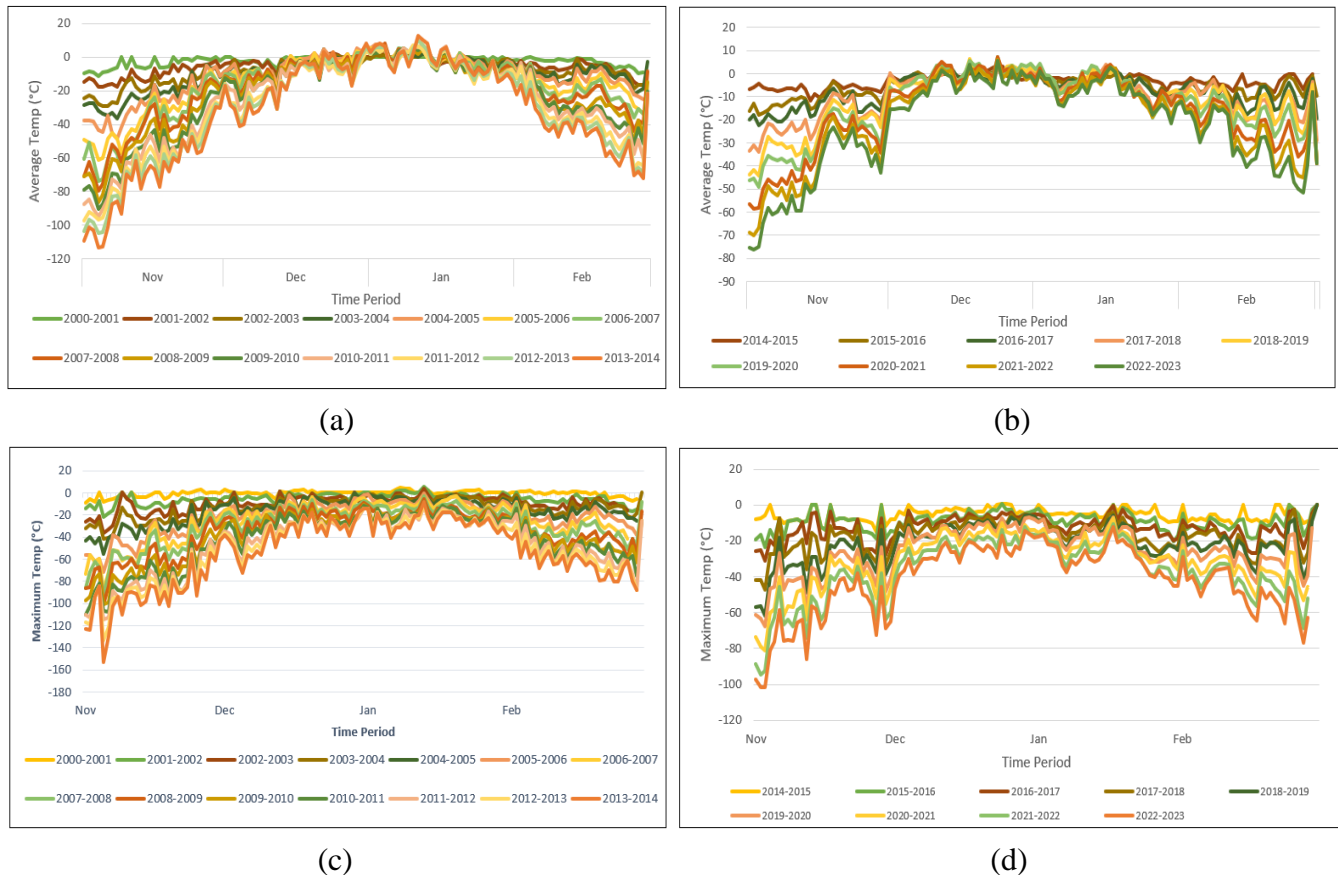 20
10
0
-20
-40
-60
-80
-100
-120
Average Temp (°C)
Nov Dec Jan Feb
Time Period
2000-2001 2001-2002 2002-2003 2003-2004 2004-2005 2005-2006 2006-2007
2007-2008 2008-2009 2009-2010 2010-2011 2011-2012 2012-2013 2013-2014
(a)
20
10
0
-10
-20
-30
-40
-50
-60
-70
-80
-90
Average Temp (°C)
Nov Dec Jan Feb
Time Period
2014-2015 2015-2016 2016-2017 2017-2018 2018-2019
2019-2020 2020-2021 2021-2022 2022-2023
(b)
20
0
-20
-40
-60
-80
-100
-120
-140
-160
-180
Maximum Temp (°C)
Nov Dec Jan Feb
Time Period
2000-2001 2001-2002 2002-2003 2003-2004 2004-2005 2005-2006 2006-2007
2007-2008 2008-2009 2009-2010 2010-2011 2011-2012 2012-2013 2013-2014
(c)
20
0
-20
-40
-60
-80
-100
-120
Maximum Temp (°C)
Nov Dec Jan Feb
Time Period
2014-2015 2015-2016 2016-2017 2017-2018 2018-2019
2019-2020 2020-2021 2021-2022 2022-2023
(d)